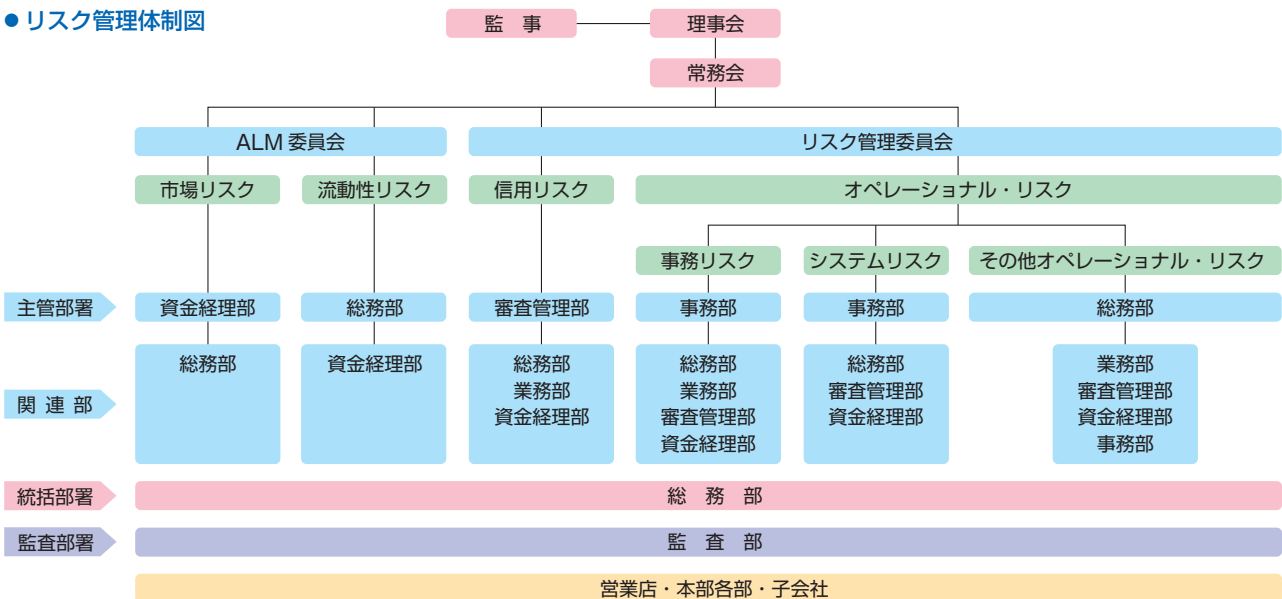 ● リスク管理体制図
監　事
理事会
常務会
ALM 委員会
リスク管理委員会
市場リスク
流動性リスク
信用リスク
オペレーショナル・リスク
事務リスク
システムリスク
その他オペレーショナル・リスク
主管部署
資金経理部
総務部
審査管理部
事務部
事務部
総務部
関 連 部
総務部
資金経理部
総務部
業務部
資金経理部
総務部
業務部
審査管理部
資金経理部
総務部
審査管理部
資金経理部
業務部
審査管理部
資金経理部
事務部
統括部署
総　務　部
監査部署
監　査　部
営業店・本部各部・子会社